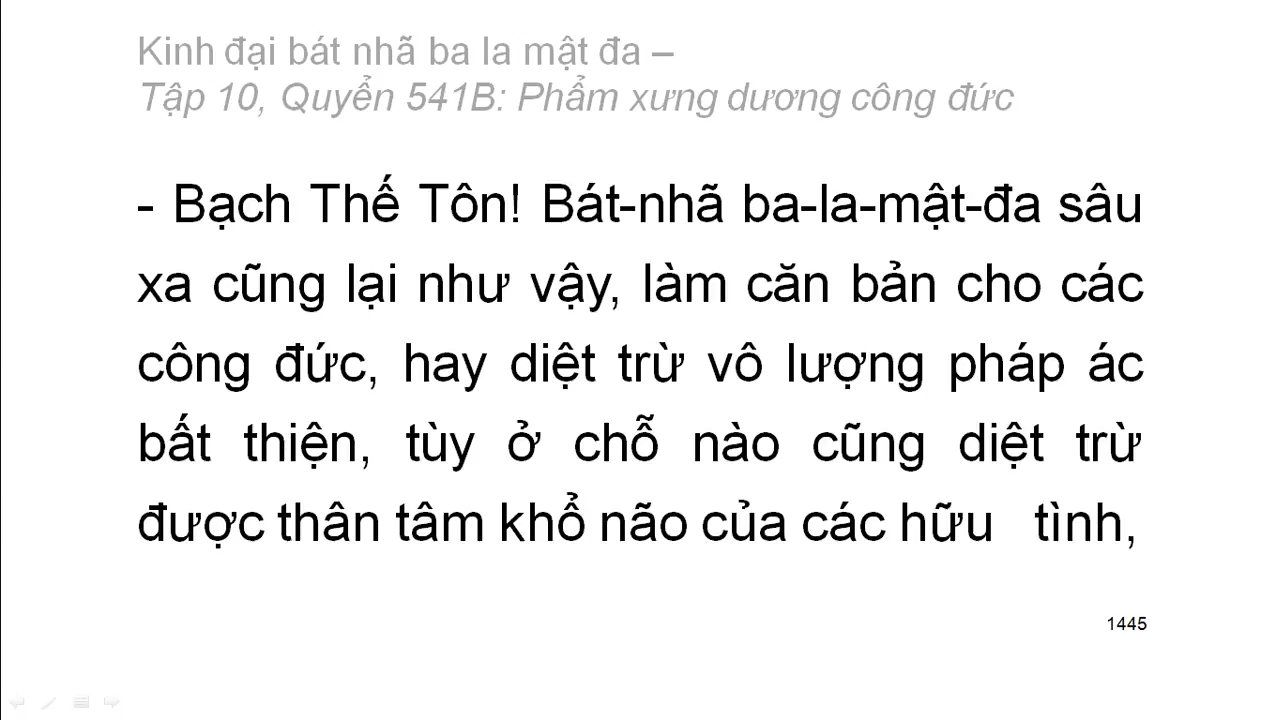 Kinh đại bát nhã ba la mật đa –
Tập 10, Quyển 541B: Phẩm xưng dương công đức
- Bạch Thế Tôn! Bát-nhã ba-la-mật-đa sâu
xa cũng lại như vậy, làm căn bản cho các
công đức, hay diệt trừ vô lượng pháp ác
bất thiện, tùy ở chỗ nào cũng diệt trừ
được thân tâm khổ não của các hữu tình,
1445